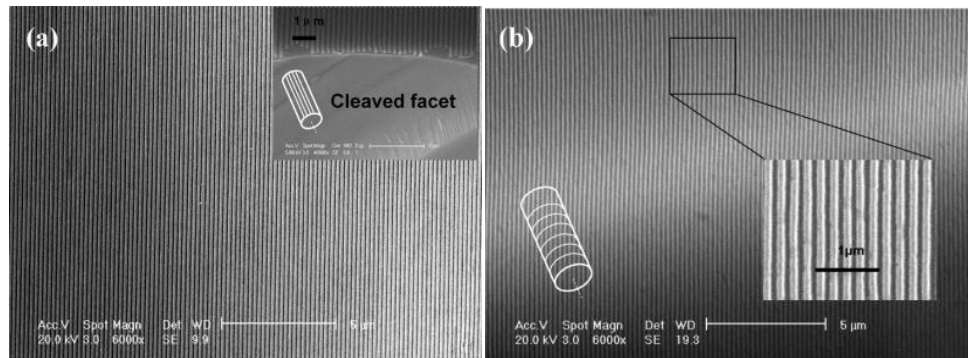 (a)
1 μm
Cleaved facet
Acc.V Spot Magn Det WD
20.0 kV 3.0 6000x SE 9.9
5 μm
(b)
1μm
Acc.V Spot Magn Det WD
20.0 kV 3.0 6000x SE 19.3
5 μm